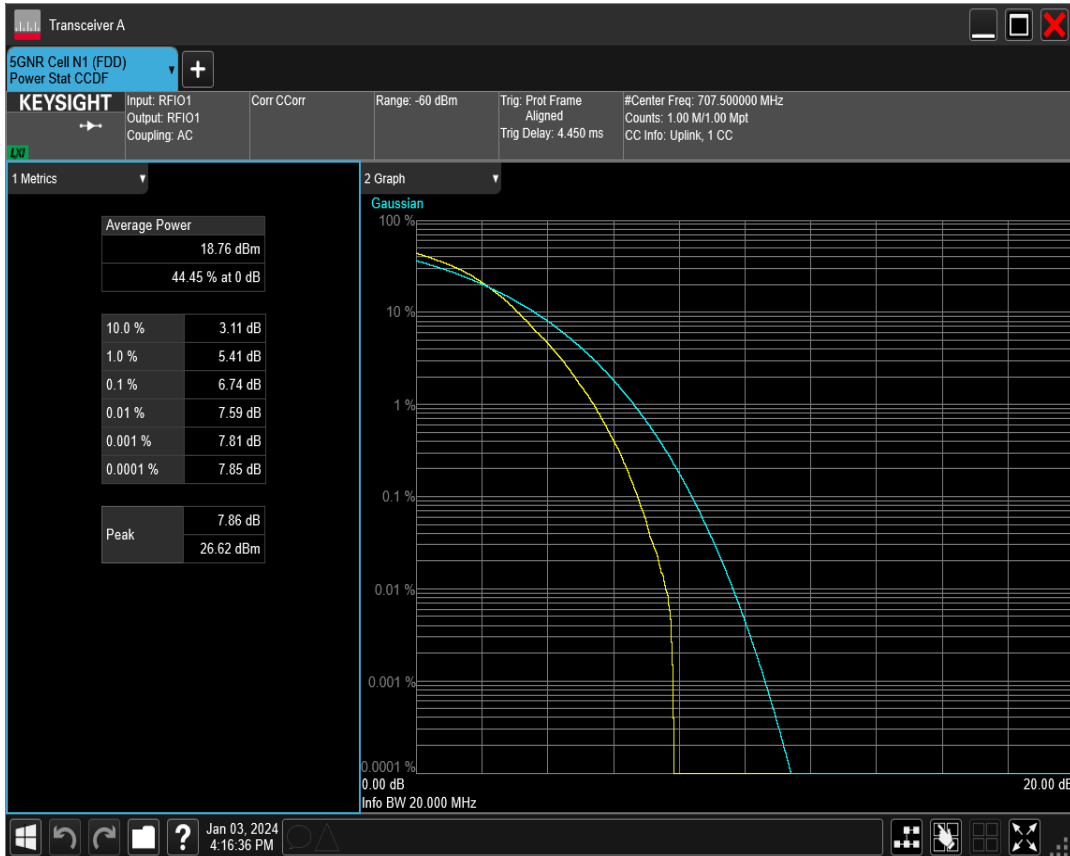 Transceiver A
5GNR Cell N1 (FDD)
Power Stat CCDF
KEYSIGHT
LXI
Input: RFIO1
Output: RFIO1
Coupling: AC
Corr CCorr
Range: -60 dBm
Trig: Prot Frame
Aligned
Trig Delay: 4.450 ms
#Center Freq: 707.500000 MHz
Counts: 1.00 M/1.00 Mpt
CC Info: Uplink, 1 CC
1 Metrics
Average Power
18.76 dBm
44.45 % at 0 dB
10.0 % 3.11 dB
1.0 % 5.41 dB
0.1 % 6.74 dB
0.01 % 7.59 dB
0.001 % 7.81 dB
0.0001 % 7.85 dB
Peak
7.86 dB
26.62 dBm
2 Graph
Gaussian
100 %
10 %
1 %
0.1 %
0.01 %
0.001 %
0.0001 %
0.00 dB 20.00 dB
Info BW 20.000 MHz
?
Jan 03, 2024
4:16:36 PM